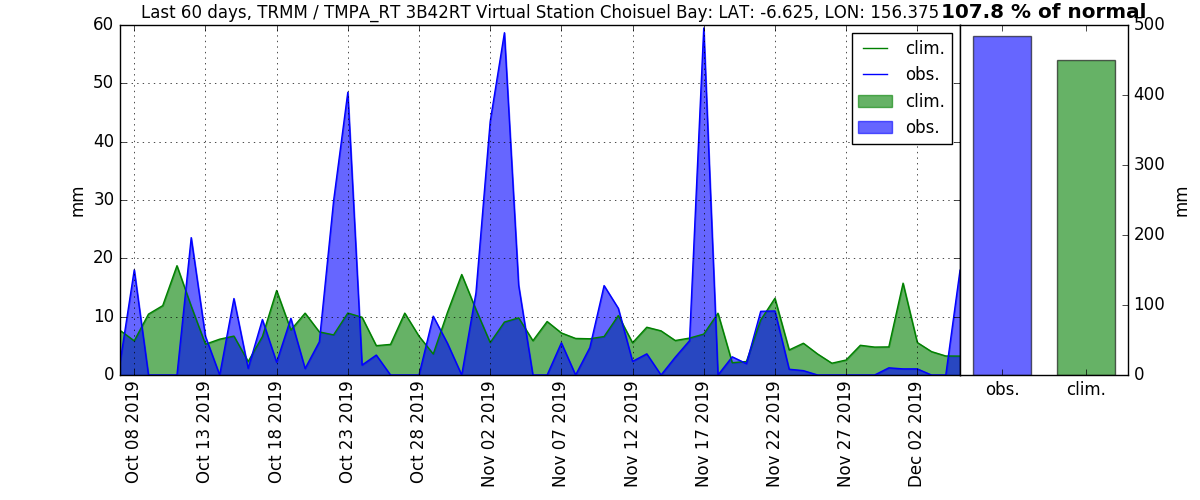 Last 60 days, TRMM / TMPA_RT 3B42RT Virtual Station Choisuel Bay: LAT: -6.625, LON: 156.375
107.8 % of normal
60
50
40
30
20
10
0
mm
clim.
obs.
clim.
obs.
Oct 08 2019
Oct 13 2019
Oct 18 2019
Oct 23 2019
Oct 28 2019
Nov 02 2019
Nov 07 2019
Nov 12 2019
Nov 17 2019
Nov 22 2019
Nov 27 2019
Dec 02 2019
500
400
300
200
100
0
mm
obs.
clim.